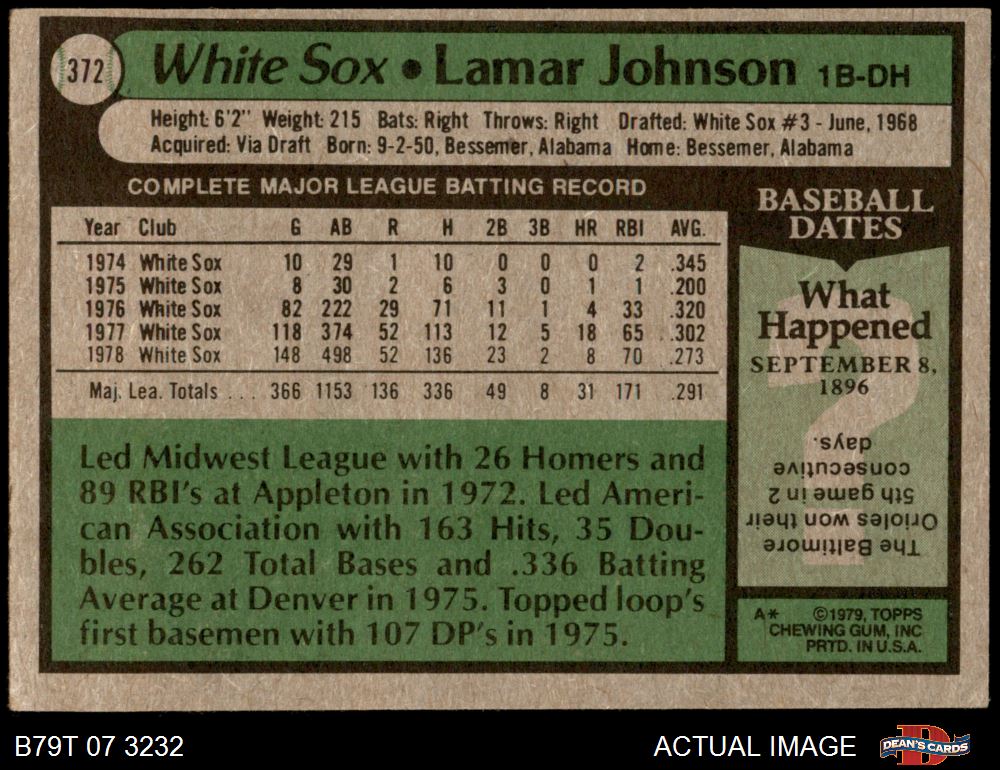 372
White Sox • Lamar Johnson 1B-DH
Height: 6'2" Weight: 215 Bats: Right Throws: Right Drafted: White Sox #3 - June, 1968
Acquired: Via Draft Born: 9-2-50, Bessemer, Alabama Home: Bessemer, Alabama
COMPLETE MAJOR LEAGUE BATTING RECORD
Year Club G AB R H 2B 3B HR RBI AVG.
1974 White Sox 10 29 1 10 0 0 0 2 .345
1975 White Sox 8 30 2 6 3 0 1 1 .200
1976 White Sox 82 222 29 71 11 1 4 33 .320
1977 White Sox 118 374 52 113 12 5 18 65 .302
1978 White Sox 148 498 52 136 23 2 8 70 .273
Maj. Lea. Totals . . . 366 1153 136 336 49 8 31 171 .291
Led Midwest League with 26 Homers and
89 RBI's at Appleton in 1972. Led Ameri-
can Association with 163 Hits, 35 Dou-
bles, 262 Total Bases and .336 Batting
Average at Denver in 1975. Topped loop's
first basemen with 107 DP's in 1975.
BASEBALL
DATES
What
Happened
SEPTEMBER 8,
1896
The Baltimore
Orioles won their
5th game in 2
consecutive
days.
A* ©1979, TOPPS
CHEWING GUM, INC
PRTD. IN U.S.A.
B79T 07 3232
ACTUAL IMAGE
D
DEAN'S CARDS